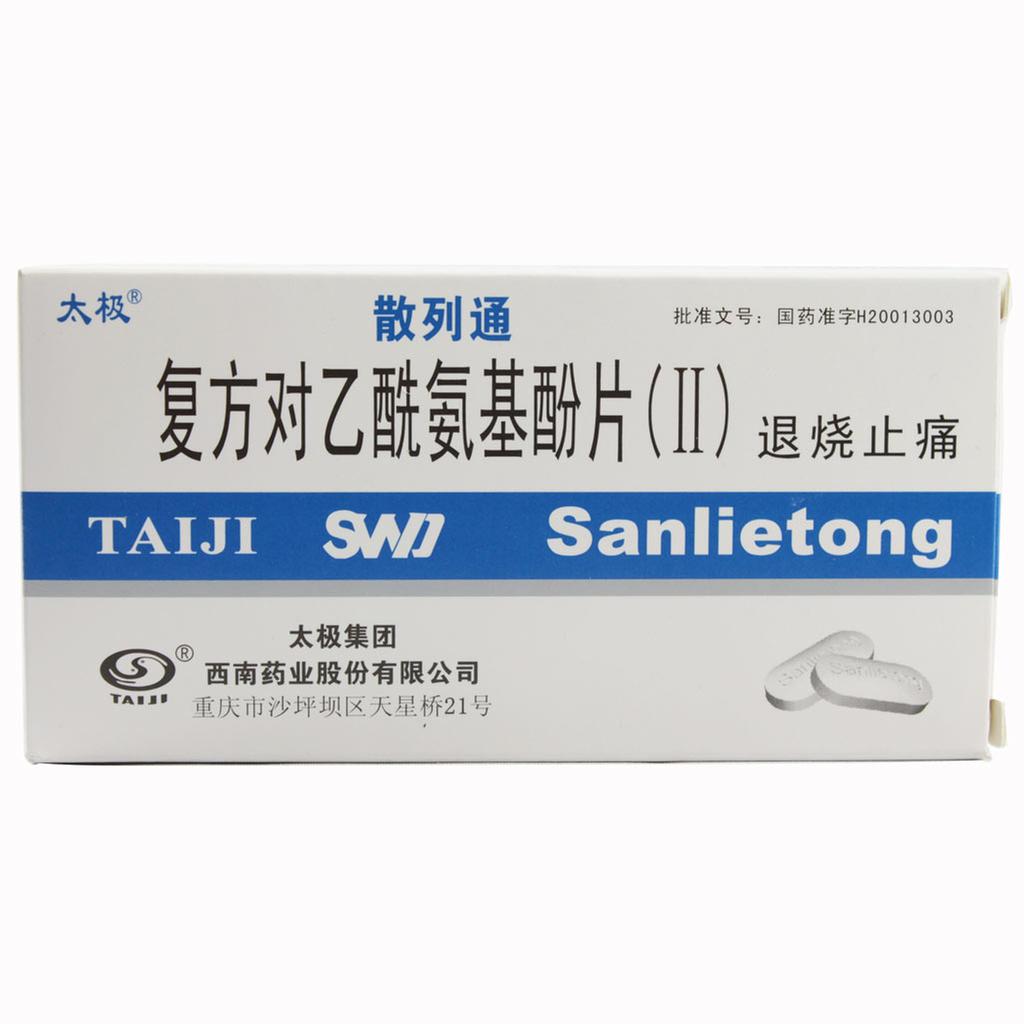 太极®
散列通
批准文号：国药准字H20013003
复方对乙酰氨基酚片(II)
退烧止痛
TAIJI SWP Sanlietong
TAIJI ®
太极集团
西南药业股份有限公司
重庆市沙坪坝区天星桥21号
Sanlietong